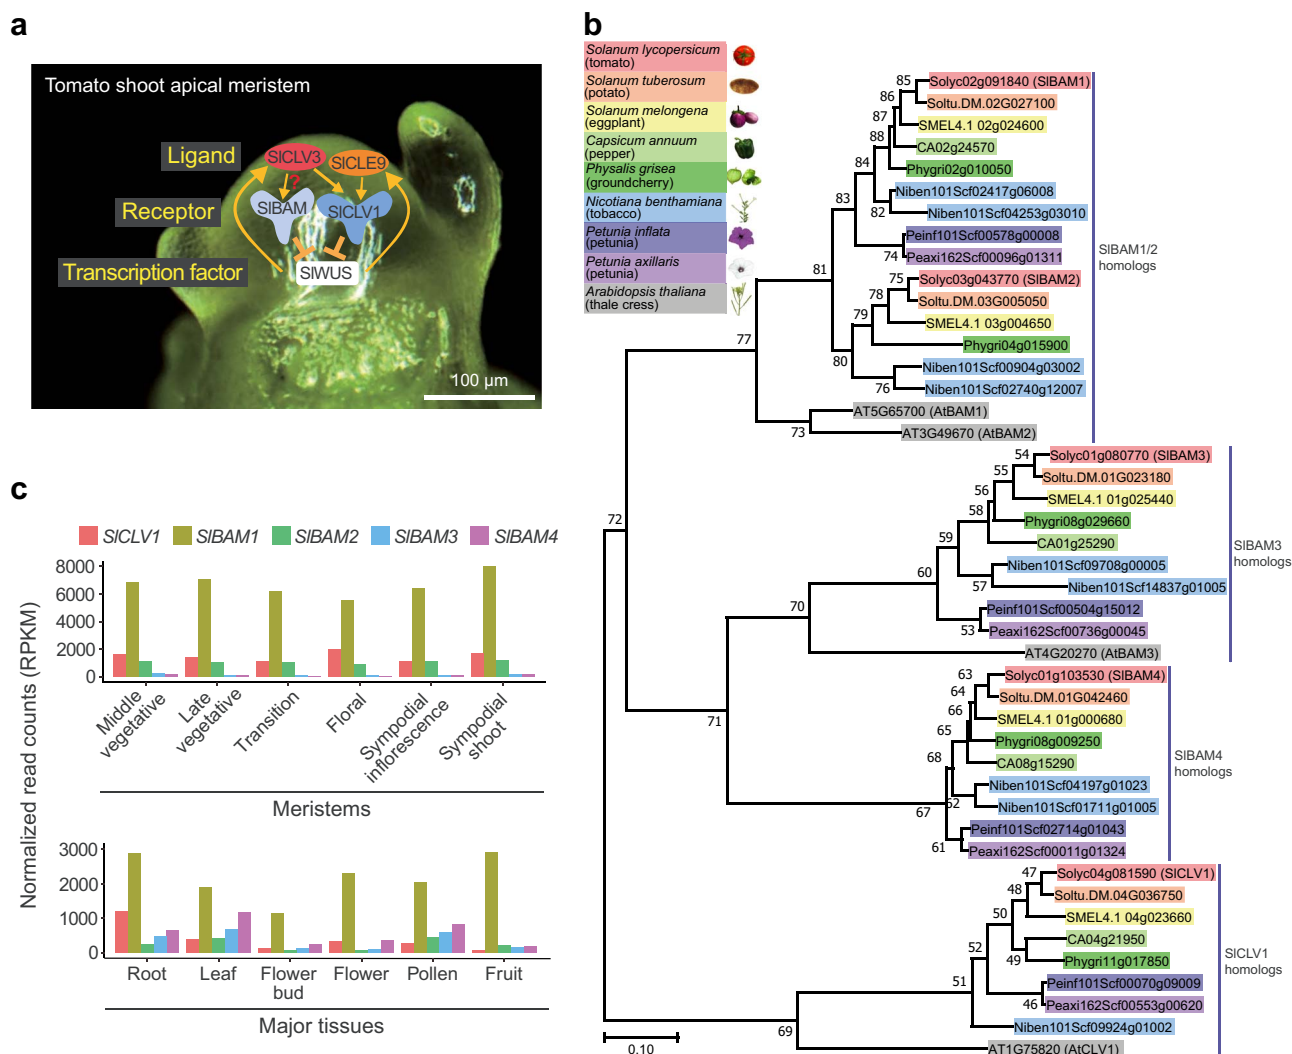 a
Tomato shoot apical meristem
Ligand
SlCLV3
SlCLE9
?
Receptor
SlBAM
SlCLV1
Transcription factor
SlWUS
100 µm
b
Solanum lycopersicum
(tomato)
Solanum tuberosum
(potato)
Solanum melongena
(eggplant)
Capsicum annuum
(pepper)
Physalis grisea
(groundcherry)
Nicotiana benthamiana
(tobacco)
Petunia inflata
(petunia)
Petunia axillaris
(petunia)
Arabidopsis thaliana
(thale cress)
85
Solyc02g091840 (SlBAM1)
86
Soltu.DM.02G027100
87
SMEL4.1 02g024600
88
CA02g24570
84
Phygri02g010050
Niben101Scf02417g06008
83
82
Niben101Scf04253g03010
Peinf101Scf00578g00008
74
Peaxi162Scf00096g01311
81
75
Solyc03g043770 (SlBAM2)
78
Soltu.DM.03G005050
79
SMEL4.1 03g004650
77
Phygri04g015900
80
Niben101Scf00904g03002
76
Niben101Scf02740g12007
AT5G65700 (AtBAM1)
73
AT3G49670 (AtBAM2)
SlBAM1/2
homologs
54
Solyc01g080770 (SlBAM3)
55
Soltu.DM.01G023180
56
SMEL4.1 01g025440
58
Phygri08g029660
72
59
CA01g25290
60
Niben101Scf09708g00005
57
Niben101Scf14837g01005
70
Peinf101Scf00504g15012
53
Peaxi162Scf00736g00045
AT4G20270 (AtBAM3)
SlBAM3
homologs
63
Solyc01g103530 (SlBAM4)
64
Soltu.DM.01G042460
66
SMEL4.1 01g000680
71
65
Phygri08g009250
68
CA08g15290
Niben101Scf04197g01023
62
67
Niben101Scf01711g01005
Peinf101Scf02714g01043
61
Peaxi162Scf00011g01324
SlBAM4
homologs
47
Solyc04g081590 (SlCLV1)
48
Soltu.DM.04G036750
50
SMEL4.1 04g023660
CA04g21950
52
49
Phygri11g017850
51
Peinf101Scf00070g09009
46
Peaxi162Scf00553g00620
69
Niben101Scf09924g01002
AT1G75820 (AtCLV1)
SlCLV1
homologs
0.10
c
SlCLV1
SlBAM1
SlBAM2
SlBAM3
SlBAM4
Normalized read counts (RPKM)
8000
6000
4000
2000
0
Middle
vegetative
Late
vegetative
Transition
Floral
Sympodial
inflorescence
Sympodial
shoot
Meristems
3000
2000
1000
0
Root
Leaf
Flower
bud
Flower
Pollen
Fruit
Major tissues